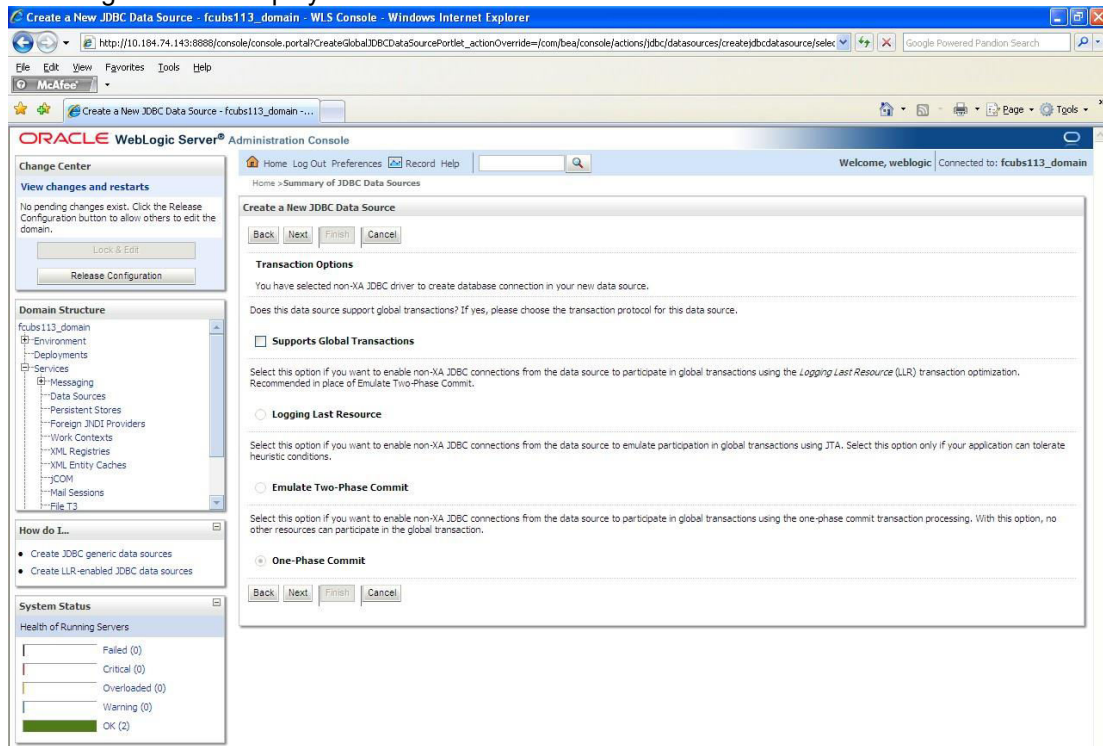 Create a New JDBC Data Source - fcubs113_domain - WLS Console - Windows Internet Explorer
http://10.184.74.143:8888/console/console.portal?CreateGlobalJDBCDataSourcePortlet_actionOverride=/com/bea/console/actions/jdbc/datasources/createjdbcdatasource/selec
Google Powered Pandion Search
File Edit View Favorites Tools Help
McAfee
Create a New JDBC Data Source - fcubs113_domain -...
Page Tools
ORACLE WebLogic Server® Administration Console
Change Center
View changes and restarts
No pending changes exist. Click the Release
Configuration button to allow others to edit the
domain.
Lock & Edit
Release Configuration
Domain Structure
fcubs113_domain
Environment
Deployments
Services
Messaging
Data Sources
Persistent Stores
Foreign JNDI Providers
Work Contexts
XML Registries
XML Entity Caches
jCOM
Mail Sessions
File T3
How do I...
Create JDBC generic data sources
Create LLR-enabled JDBC data sources
System Status
Health of Running Servers
Failed (0)
Critical (0)
Overloaded (0)
Warning (0)
OK (2)
Home Log Out Preferences Record Help
Welcome, weblogic Connected to: fcubs113_domain
Home >Summary of JDBC Data Sources
Create a New JDBC Data Source
Back Next Finish Cancel
Transaction Options
You have selected non-XA JDBC driver to create database connection in your new data source.
Does this data source support global transactions? If yes, please choose the transaction protocol for this data source.
Supports Global Transactions
Select this option if you want to enable non-XA JDBC connections from the data source to participate in global transactions using the Logging Last Resource (LLR) transaction optimization.
Recommended in place of Emulate Two-Phase Commit.
Logging Last Resource
Select this option if you want to enable non-XA JDBC connections from the data source to emulate participation in global transactions using JTA. Select this option only if your application can tolerate
heuristic conditions.
Emulate Two-Phase Commit
Select this option if you want to enable non-XA JDBC connections from the data source to participate in global transactions using the one-phase commit transaction processing. With this option, no
other resources can participate in the global transaction.
One-Phase Commit
Back Next Finish Cancel